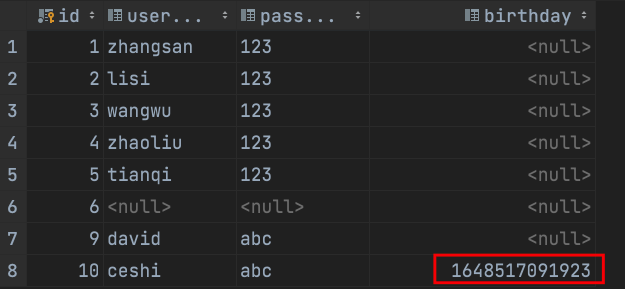 id user... pass... birthday
1 1 zhangsan 123 <null>
2 2 lisi 123 <null>
3 3 wangwu 123 <null>
4 4 zhaoliu 123 <null>
5 5 tianqi 123 <null>
6 6 <null> <null> <null>
7 9 david abc <null>
8 10 ceshi abc 1648517091923